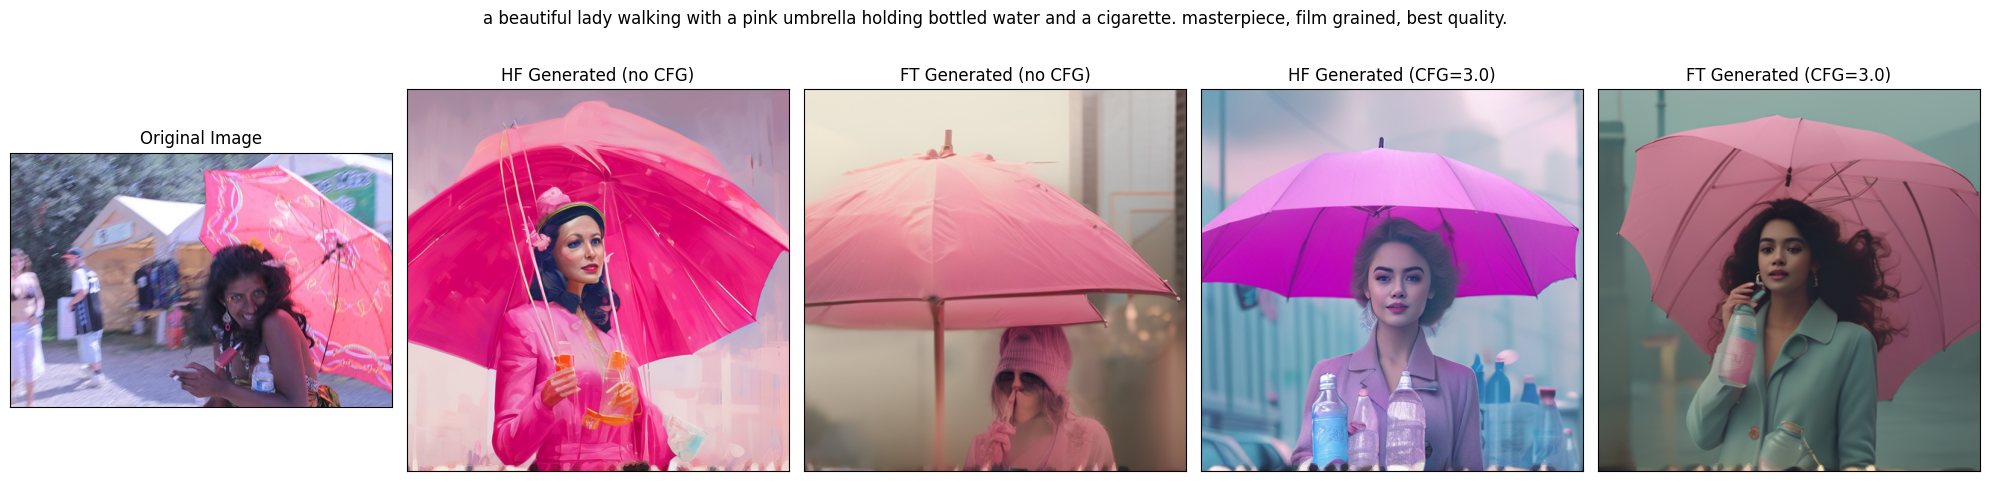 a beautiful lady walking with a pink umbrella holding bottled water and a cigarette. masterpiece, film grained, best quality.
Original Image
HF Generated (no CFG)
FT Generated (no CFG)
HF Generated (CFG=3.0)
FT Generated (CFG=3.0)